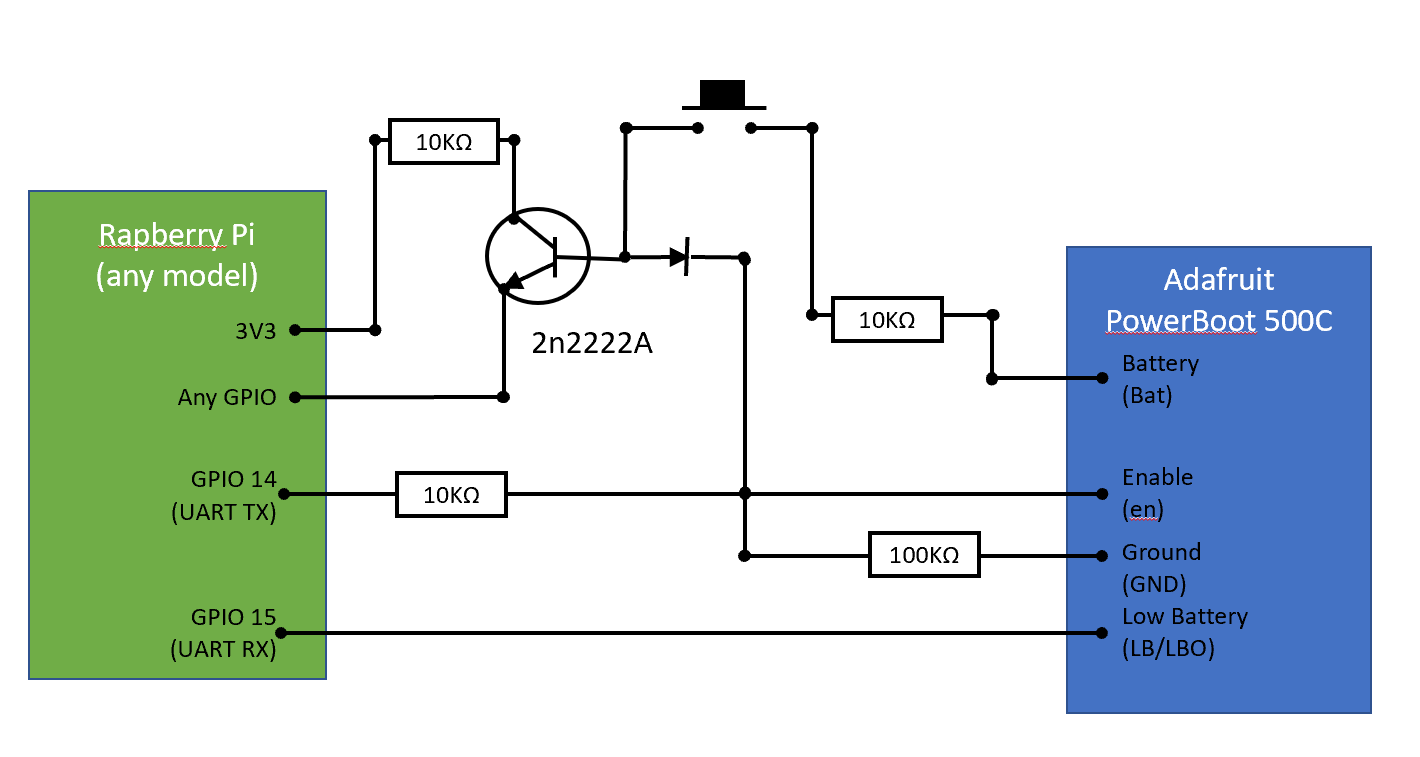 10KΩ
Rapberry Pi
(any model)
3V3
Any GPIO
GPIO 14
(UART TX)
GPIO 15
(UART RX)
2n2222A
10KΩ
10KΩ
100KΩ
Adafruit
PowerBoot 500C
Battery
(Bat)
Enable
(en)
Ground
(GND)
Low Battery
(LB/LBO)